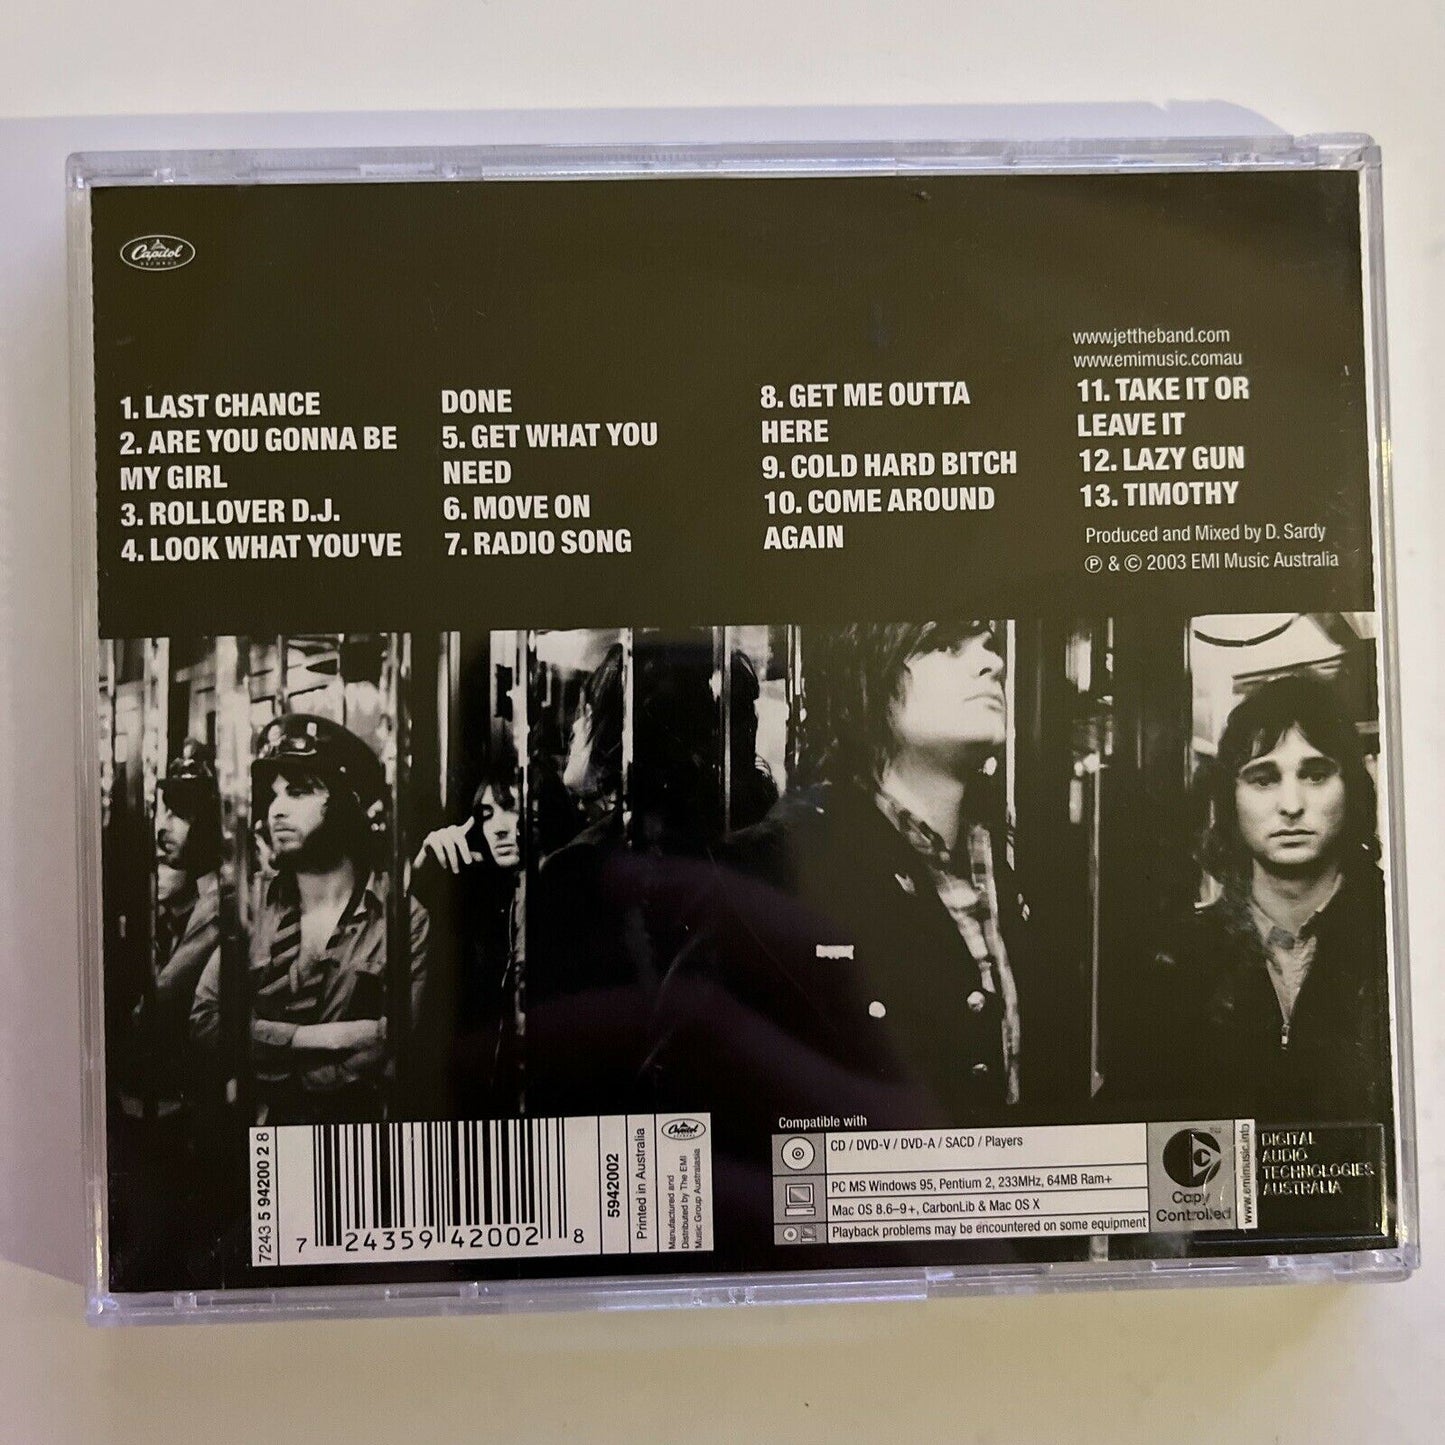 Capitol
RECORDS
www.jettheband.com
www.emimusic.comau
1. LAST CHANCE
2. ARE YOU GONNA BE
MY GIRL
3. ROLLOVER D.J.
4. LOOK WHAT YOU'VE
DONE
5. GET WHAT YOU
NEED
6. MOVE ON
7. RADIO SONG
8. GET ME OUTTA
HERE
9. COLD HARD BITCH
10. COME AROUND
AGAIN
11. TAKE IT OR
LEAVE IT
12. LAZY GUN
13. TIMOTHY
Produced and Mixed by D. Sardy
℗ & © 2003 EMI Music Australia
7243 5 94200 2 8
7 24359 42002 8
5942002
Printed in Australia
Manufactured and
Distributed by The EMI
Music Group Australasia
Capitol
Compatible with
CD / DVD-V / DVD-A / SACD / Players
PC MS Windows 95, Pentium 2, 233MHz, 64MB Ram+
Mac OS 8.6–9+, CarbonLib & Mac OS X
Playback problems may be encountered on some equipment
Copy
Controlled
www.emimusic.info
DIGITAL
AUDIO
TECHNOLOGIES
AUSTRALIA